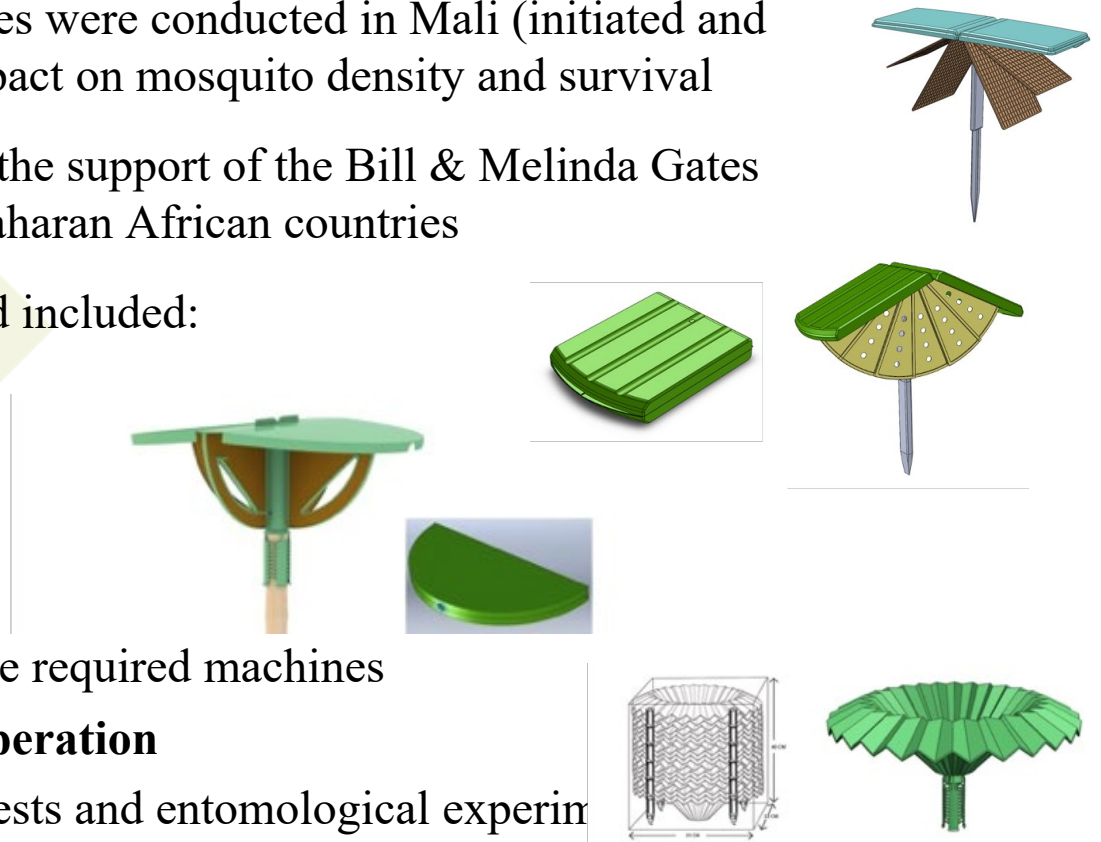 es were conducted in Mali (initiated and
pact on mosquito density and survival
the support of the Bill & Melinda Gates
aharan African countries
d included:
e required machines
peration
ests and entomological experim